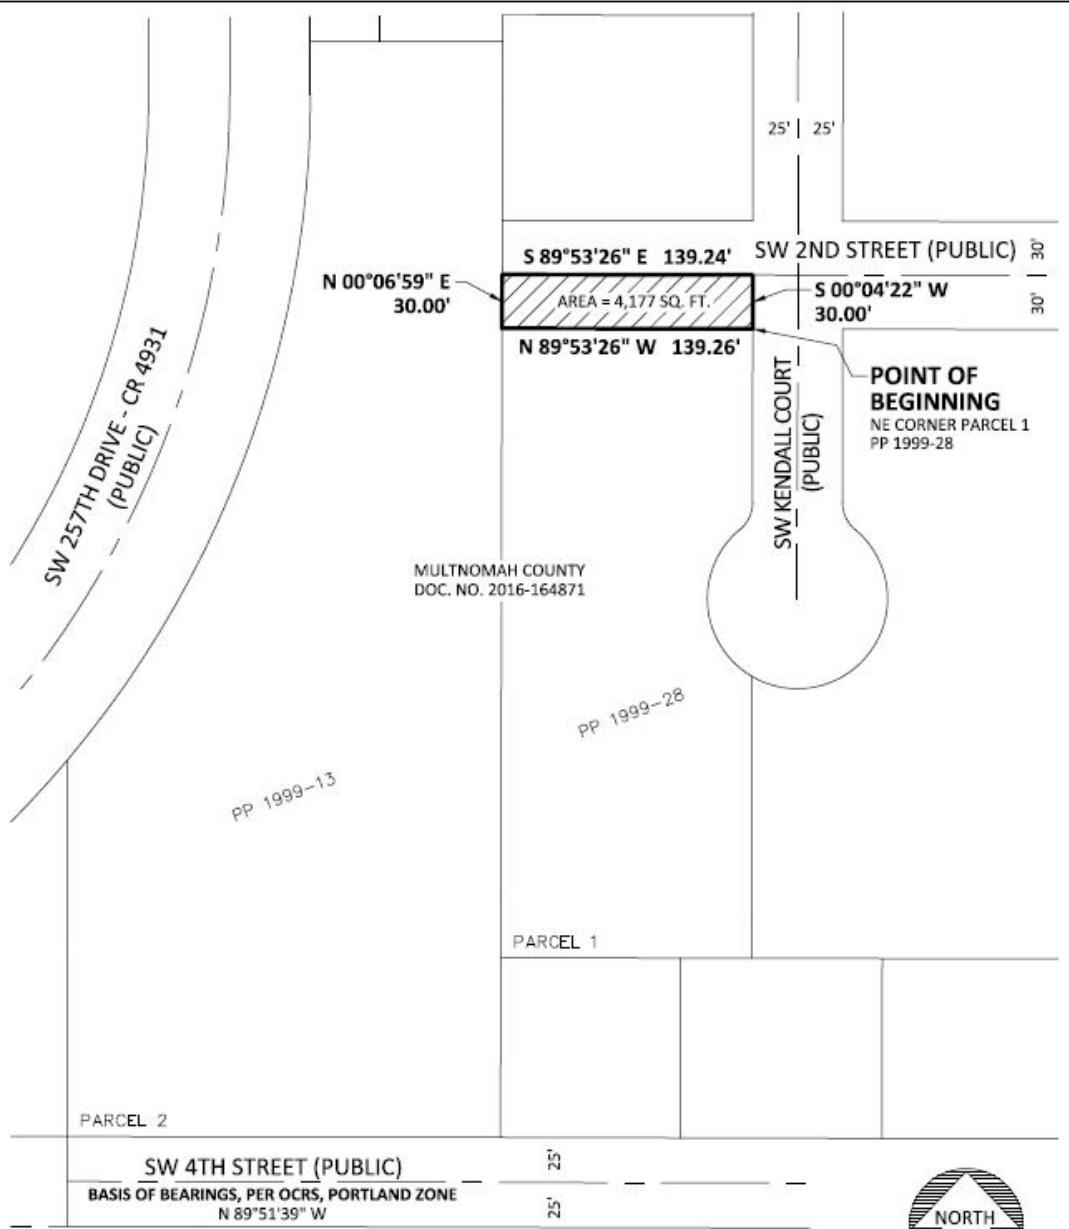 25' 25'
SW 2ND STREET (PUBLIC)
30'
30'
S 89°53'26" E 139.24'
N 00°06'59" E
30.00'
AREA = 4,177 SQ. FT.
S 00°04'22" W
30.00'
N 89°53'26" W 139.26'
POINT OF
BEGINNING
NE CORNER PARCEL 1
PP 1999-28
SW 257TH DRIVE - CR 4931
(PUBLIC)
SW KENDALL COURT
(PUBLIC)
MULTNOMAH COUNTY
DOC. NO. 2016-164871
PP 1999-28
PP 1999-13
PARCEL 1
PARCEL 2
SW 4TH STREET (PUBLIC)
25'
BASIS OF BEARINGS, PER OCRS, PORTLAND ZONE
N 89°51'39" W
25'
NORTH